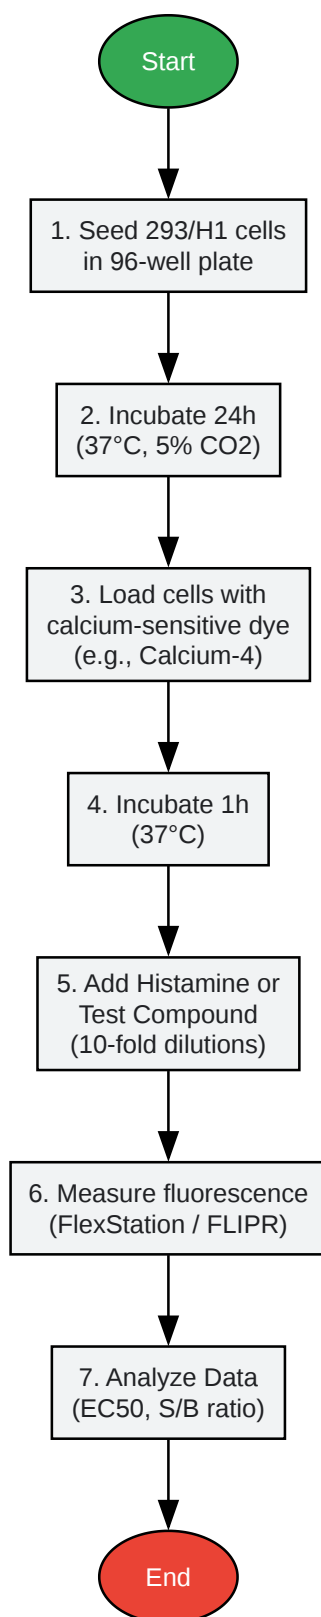 Start
1. Seed 293/H1 cells
in 96-well plate
2. Incubate 24h
(37°C, 5% CO2)
3. Load cells with
calcium-sensitive dye
(e.g., Calcium-4)
4. Incubate 1h
(37°C)
5. Add Histamine or
Test Compound
(10-fold dilutions)
6. Measure fluorescence
(FlexStation / FLIPR)
7. Analyze Data
(EC50, S/B ratio)
End